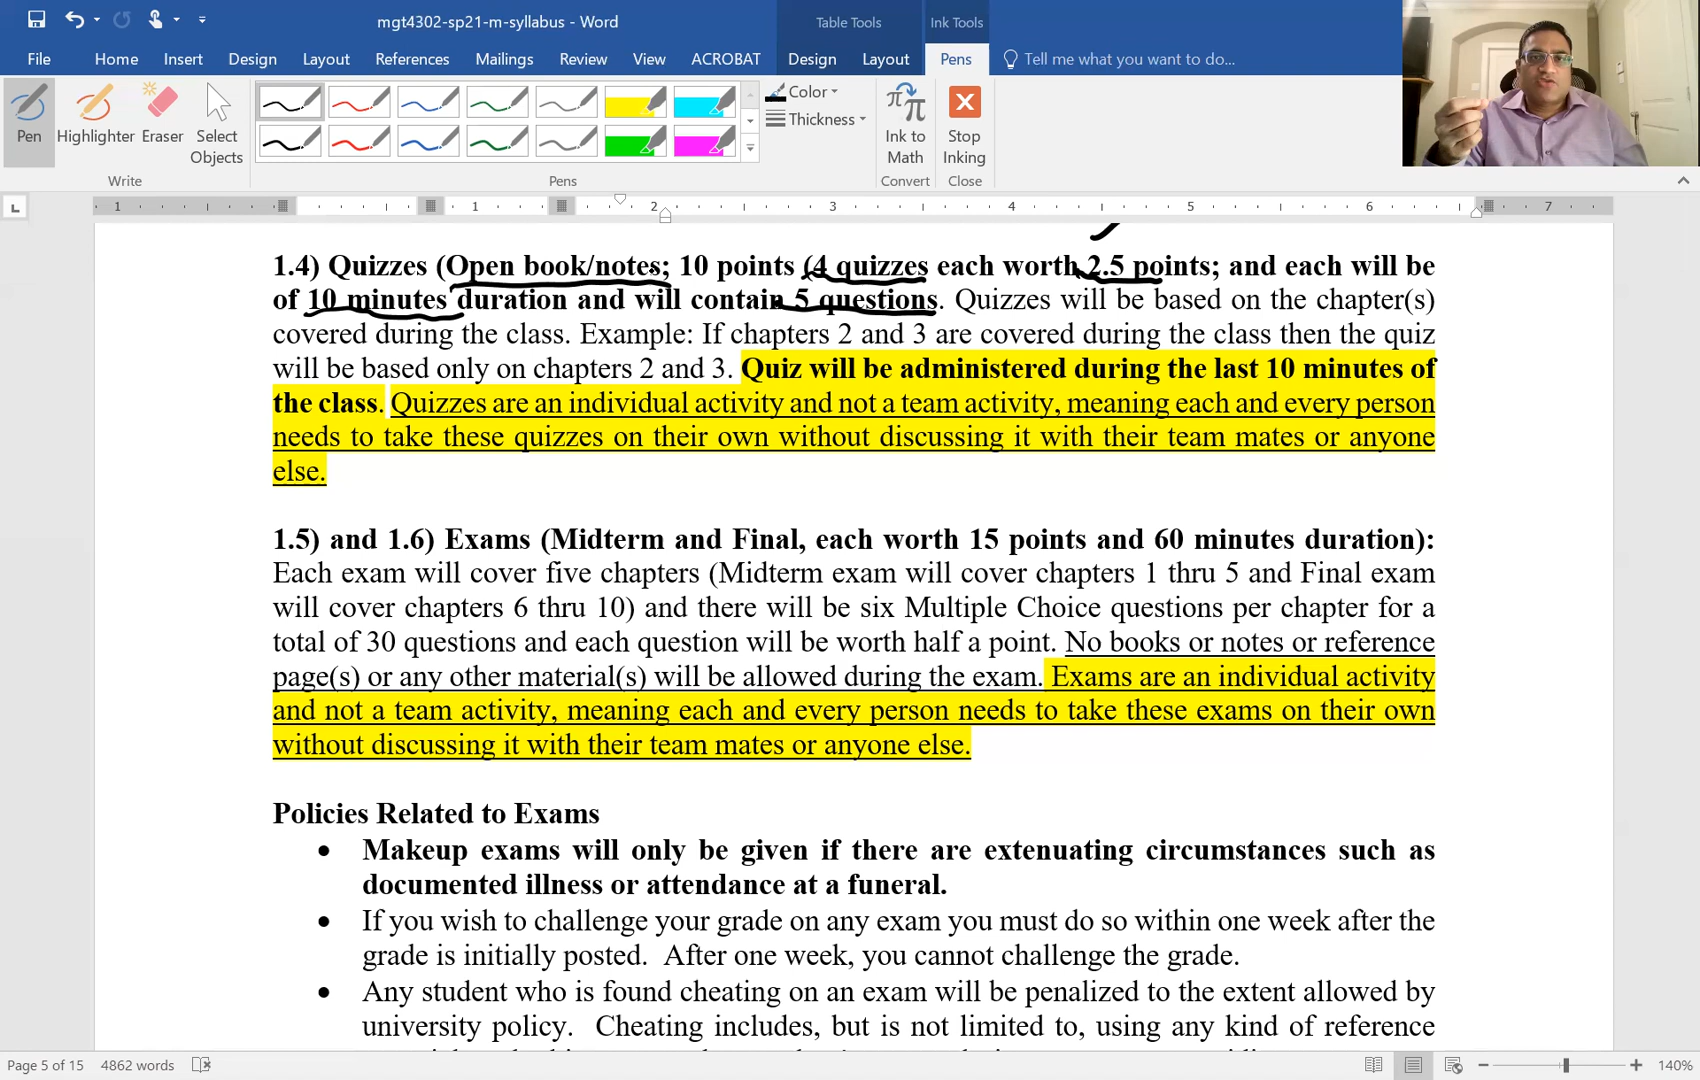 mgt4302-sp21-m-syllabus - Word
Table Tools
Ink Tools
File Home Insert Design Layout References Mailings Review View ACROBAT Design Layout Pens Tell me what you want to do...
Pen
Highlighter
Eraser
Select Objects
Color
Thickness
Ink to Math
Stop Inking
Write Pens Convert Close
1 1 2 3 4 5 6 7
1.4) Quizzes (Open book/notes; 10 points (4 quizzes each worth 2.5 points; and each will be
of 10 minutes duration and will contain 5 questions. Quizzes will be based on the chapter(s)
covered during the class. Example: If chapters 2 and 3 are covered during the class then the quiz
will be based only on chapters 2 and 3. Quiz will be administered during the last 10 minutes of
the class. Quizzes are an individual activity and not a team activity, meaning each and every person
needs to take these quizzes on their own without discussing it with their team mates or anyone
else.
1.5) and 1.6) Exams (Midterm and Final, each worth 15 points and 60 minutes duration):
Each exam will cover five chapters (Midterm exam will cover chapters 1 thru 5 and Final exam
will cover chapters 6 thru 10) and there will be six Multiple Choice questions per chapter for a
total of 30 questions and each question will be worth half a point. No books or notes or reference
page(s) or any other material(s) will be allowed during the exam. Exams are an individual activity
and not a team activity, meaning each and every person needs to take these exams on their own
without discussing it with their team mates or anyone else.
Policies Related to Exams
• Makeup exams will only be given if there are extenuating circumstances such as
documented illness or attendance at a funeral.
• If you wish to challenge your grade on any exam you must do so within one week after the
grade is initially posted. After one week, you cannot challenge the grade.
• Any student who is found cheating on an exam will be penalized to the extent allowed by
university policy. Cheating includes, but is not limited to, using any kind of reference
Page 5 of 15 4862 words 140%